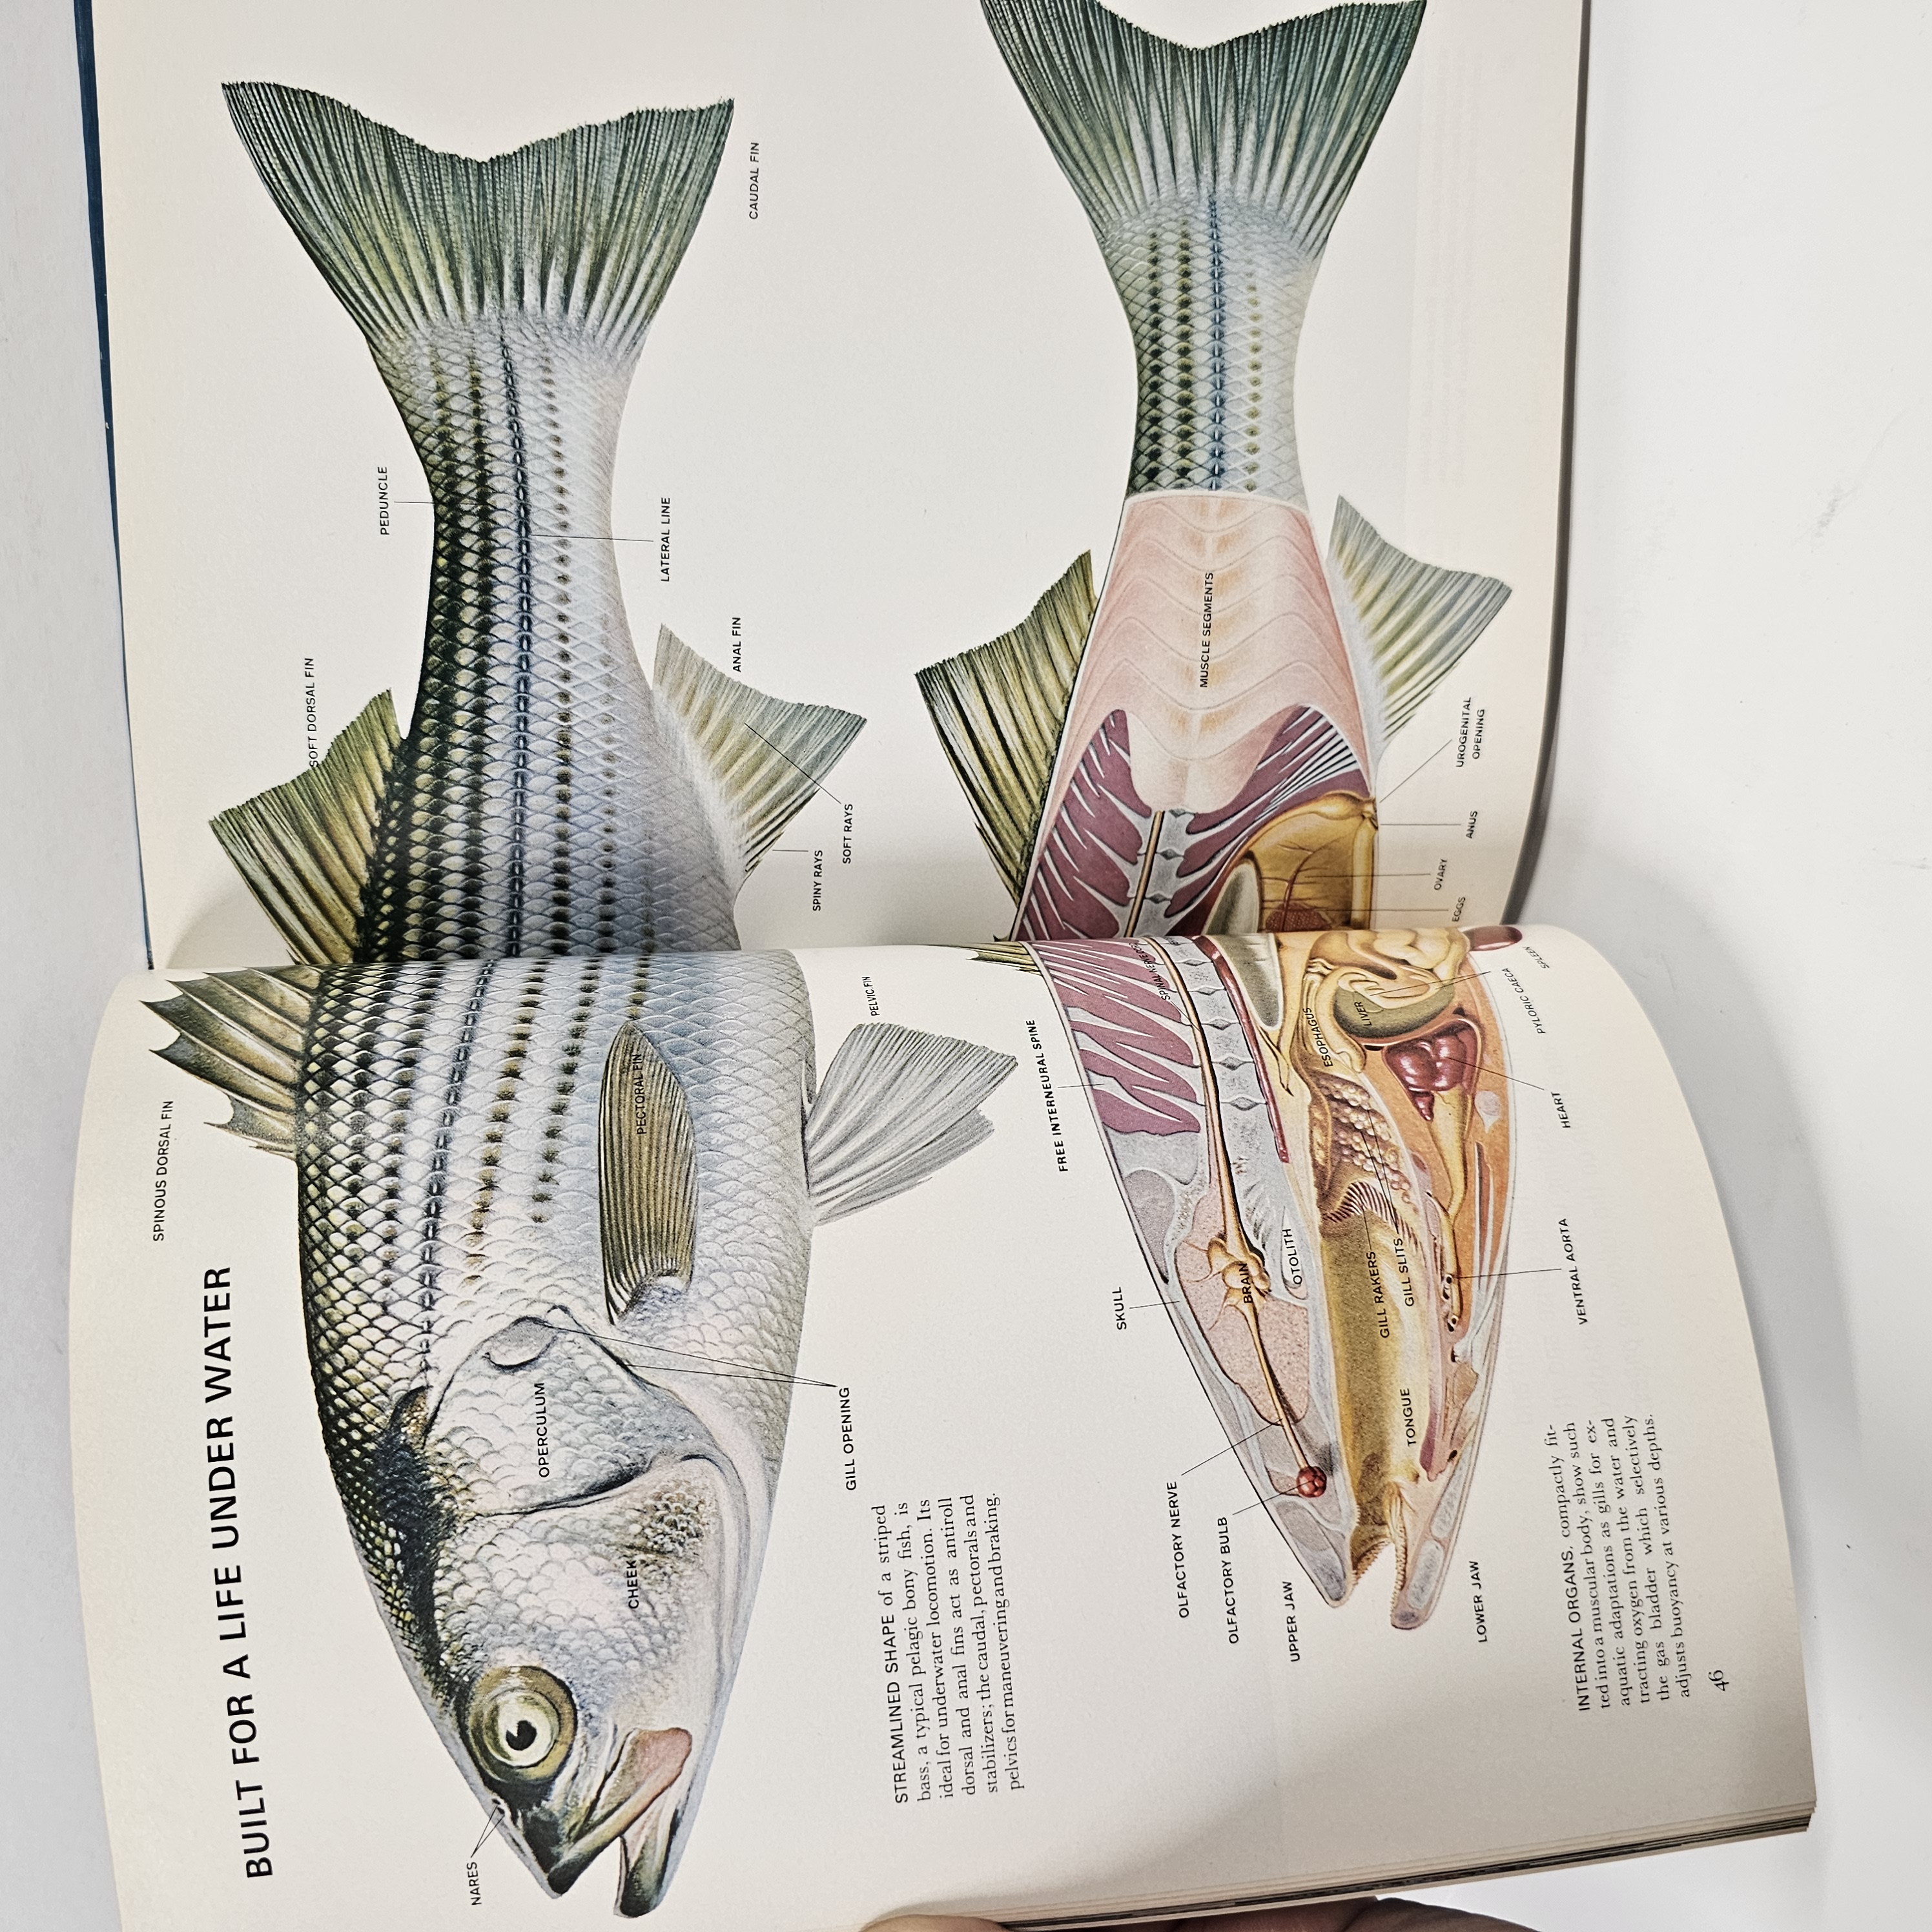 BUILT FOR A LIFE UNDER WATER
SPINOUS DORSAL FIN
SOFT DORSAL FIN
PEDUNCLE
NARES
OPERCULUM
CHEEK
PECTORAL FIN
LATERAL LINE
ANAL FIN
CAUDAL FIN
SPINY RAYS
SOFT RAYS
GILL OPENING
PELVIC FIN
STREAMLINED SHAPE of a striped
bass, a typical pelagic bony fish, is
ideal for underwater locomotion. Its
dorsal and anal fins act as antiroll
stabilizers; the caudal, pectorals and
pelvics for maneuvering and braking.
FREE INTERNEURAL SPINE
SKULL
OLFACTORY NERVE
SPINAL NERVE
OLFACTORY BULB
BRAIN
MUSCLE SEGMENTS
UPPER JAW
OTOLITH
ESOPHAGUS
LIVER
GILL RAKERS
GILL SLITS
TONGUE
LOWER JAW
EGGS
OVARY
ANUS
UROGENITAL
OPENING
VENTRAL AORTA
HEART
PYLORIC CAECA
SPLEEN
INTERNAL ORGANS, compactly fit-
ted into a muscular body, show such
aquatic adaptations as gills for ex-
tracting oxygen from the water and
the gas bladder which selectively
adjusts buoyancy at various depths.
46